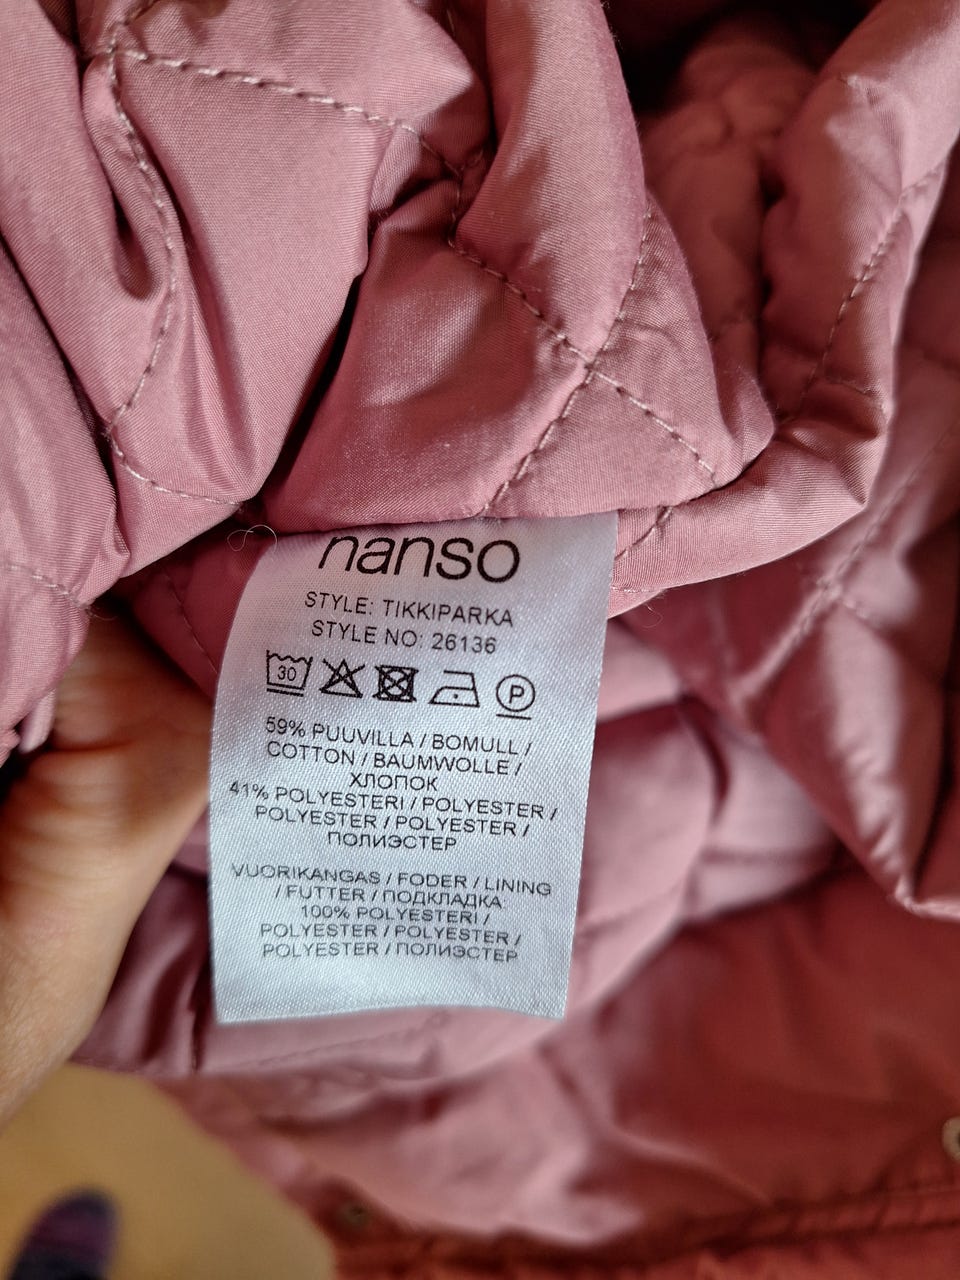 nanso
STYLE: TIKKIPARKA
STYLE NO: 26136
30 P
59% PUUVILLA / BOMULL /
COTTON / BAUMWOLLE /
ХЛОПОК
41% POLYESTERI / POLYESTER /
POLYESTER / POLYESTER /
ПОЛИЭСТЕР
VUORIKANGAS / FODER / LINING
/ FUTTER / ПОДКЛАДКА:
100% POLYESTERI /
POLYESTER / POLYESTER /
POLYESTER / ПОЛИЭСТЕР